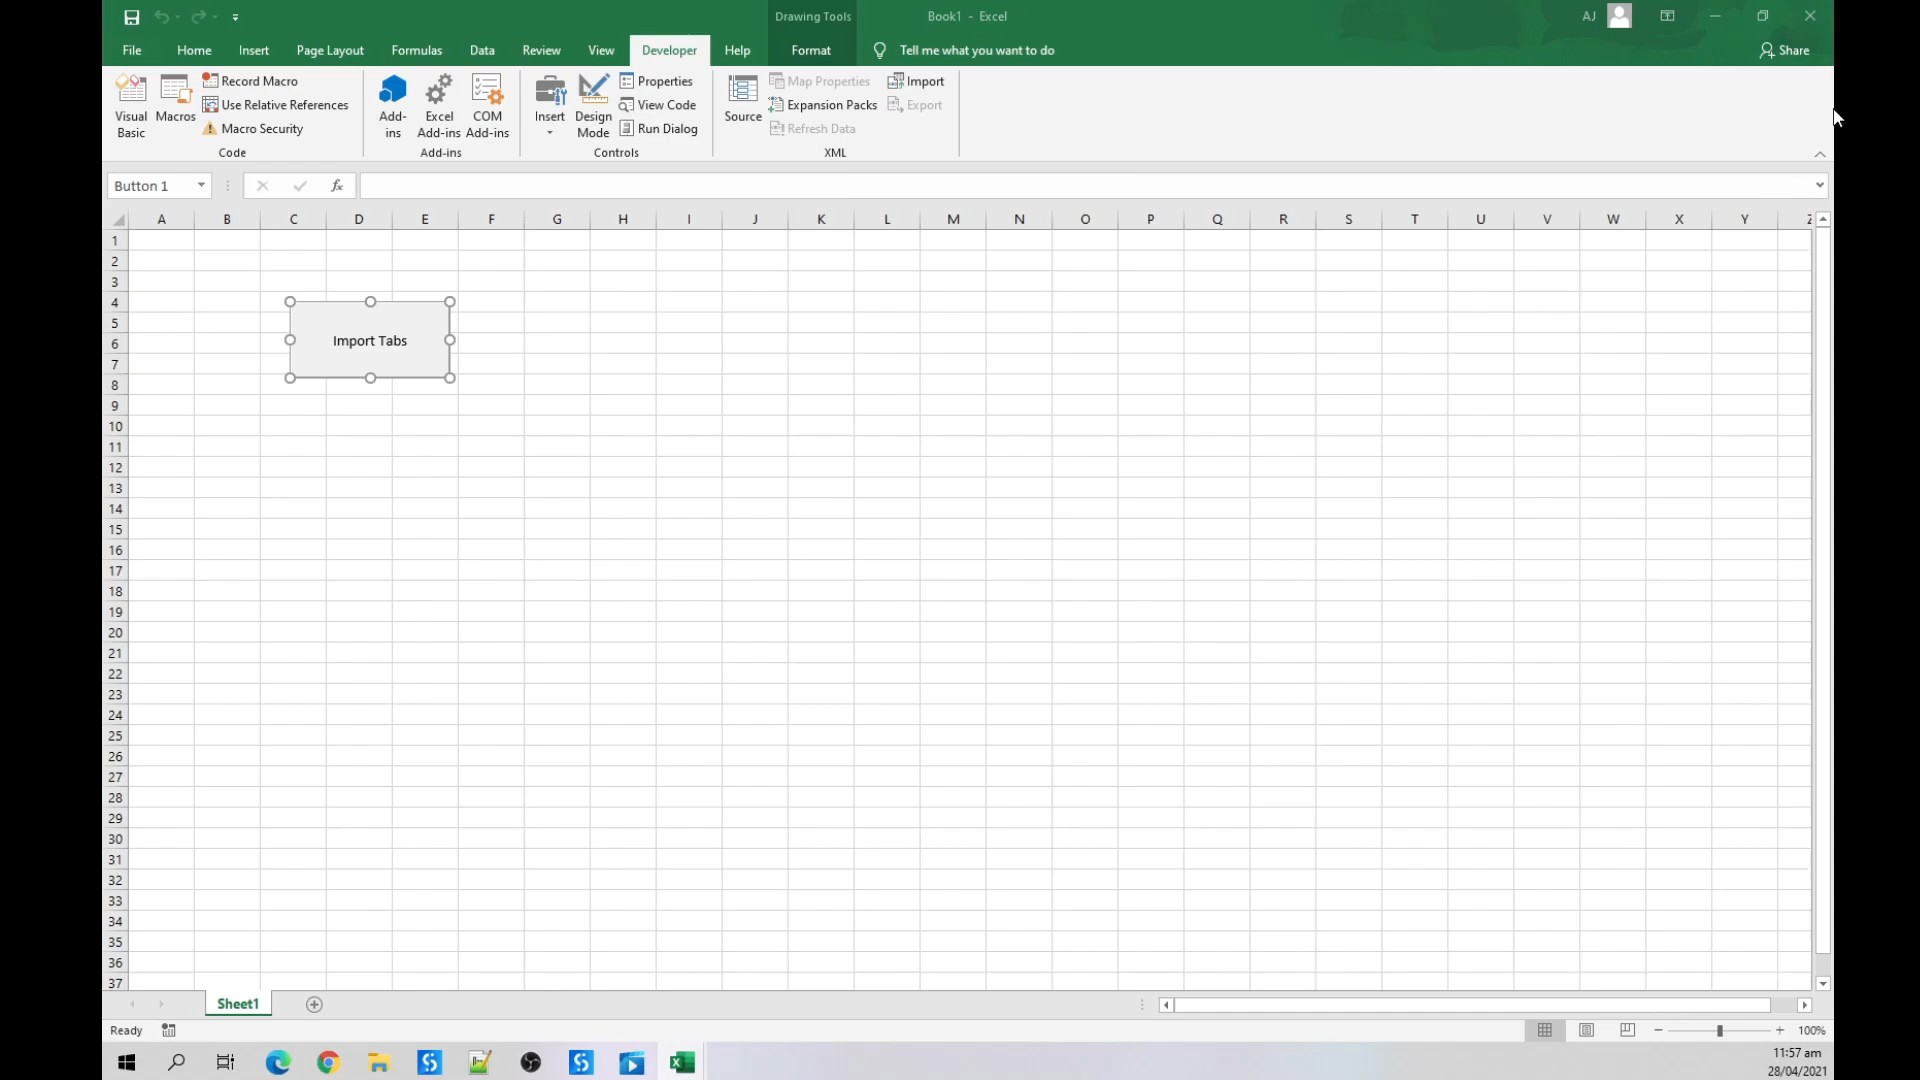 Drawing Tools
Book1 - Excel
AJ
File Home Insert Page Layout Formulas Data Review View Developer Help Format Tell me what you want to do Share
Visual Basic
Macros
Record Macro
Use Relative References
Macro Security
Code
Add-ins
Excel Add-ins
COM Add-ins
Add-ins
Insert
Design Mode
Properties
View Code
Run Dialog
Controls
Source
Map Properties
Expansion Packs
Refresh Data
Import
Export
XML
Button 1
fx
A B C D E F G H I J K L M N O P Q R S T U V W X Y
1
2
3
4
5
6
7
8
9
10
11
12
13
14
15
16
17
18
19
20
21
22
23
24
25
26
27
28
29
30
31
32
33
34
35
36
37
Import Tabs
Sheet1
Ready
100%
11:57 am
28/04/2021